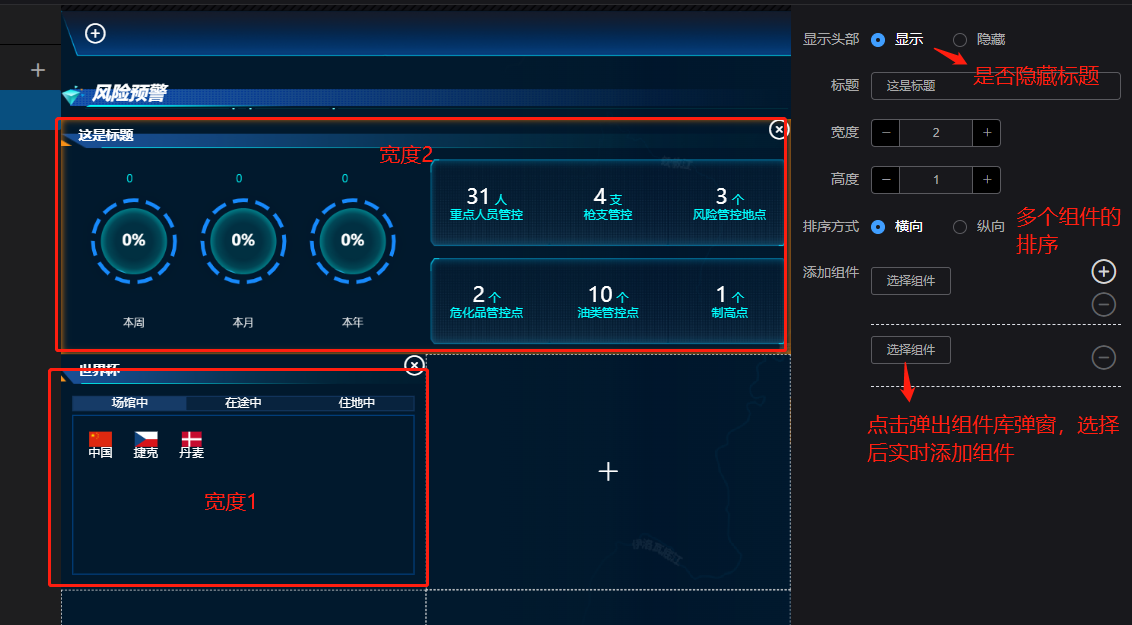 风险预警
这是标题
宽度2
0
0
0
0%
0%
0%
本周
本月
本年
31 人
4 支
3 个
重点人员管控
枪支管控
风险管控地点
2 个
10 个
1 个
危化品管控点
油类管控点
制高点
世界杯
场馆中
在途中
住地中
中国
捷克
丹麦
宽度1
显示头部
显示
隐藏
是否隐藏标题
标题
这是标题
宽度
2
高度
1
排序方式
横向
纵向
多个组件的
排序
添加组件
选择组件
选择组件
点击弹出组件库弹窗，选择
后实时添加组件